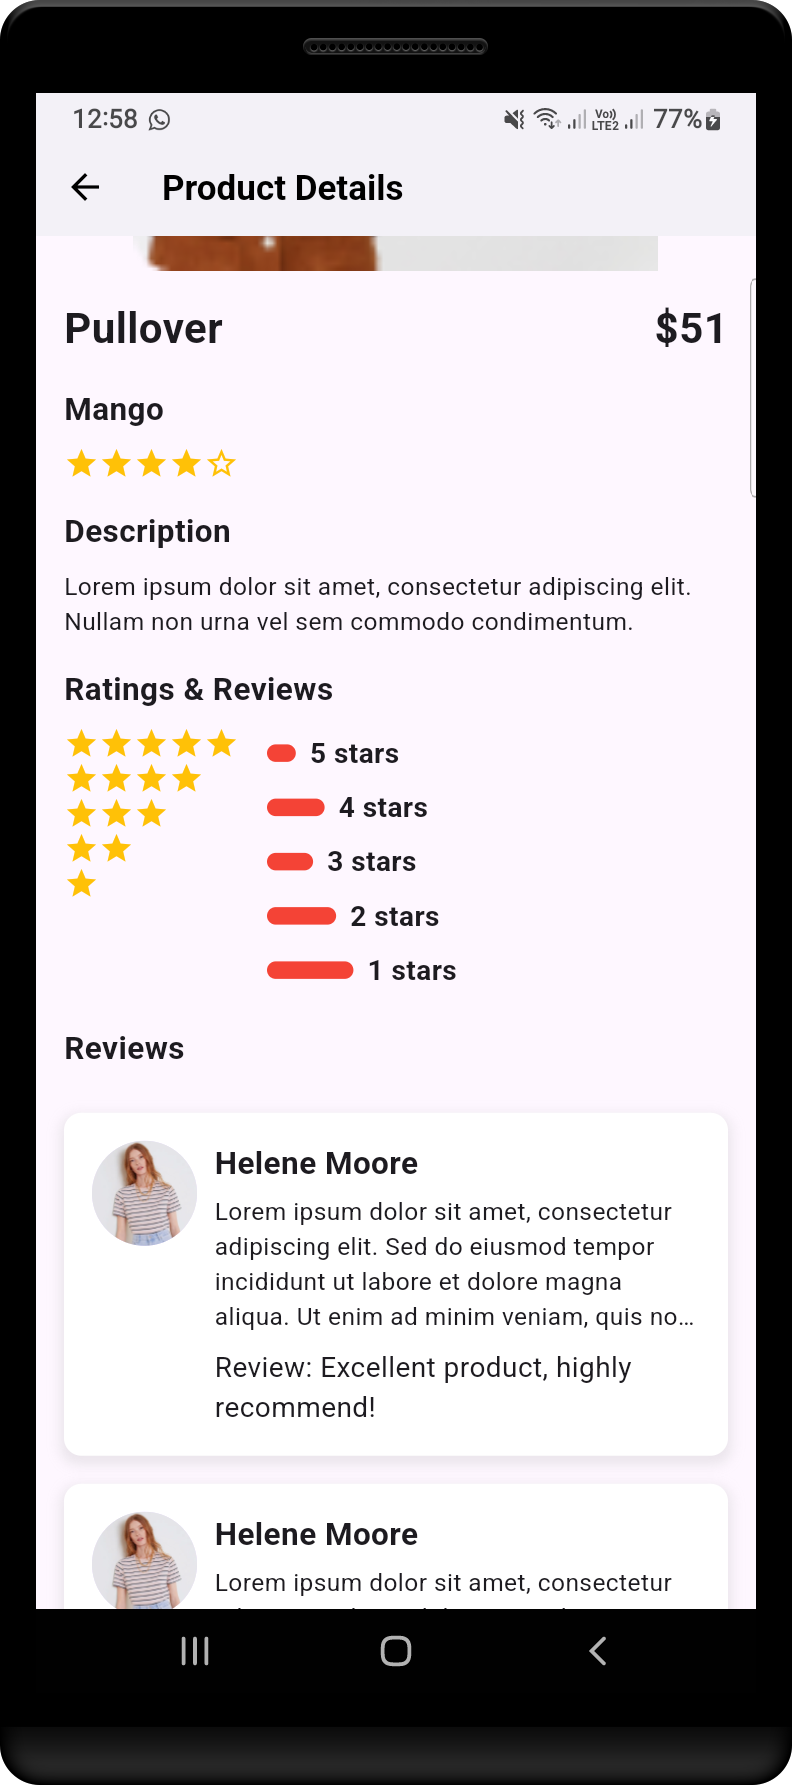 12:58
Vo)) LTE2 77%
Product Details
Pullover $51
Mango
Description
Lorem ipsum dolor sit amet, consectetur adipiscing elit.
Nullam non urna vel sem commodo condimentum.
Ratings & Reviews
5 stars
4 stars
3 stars
2 stars
1 stars
Reviews
Helene Moore
Lorem ipsum dolor sit amet, consectetur
adipiscing elit. Sed do eiusmod tempor
incididunt ut labore et dolore magna
aliqua. Ut enim ad minim veniam, quis no...
Review: Excellent product, highly
recommend!
Helene Moore
Lorem ipsum dolor sit amet, consectetur